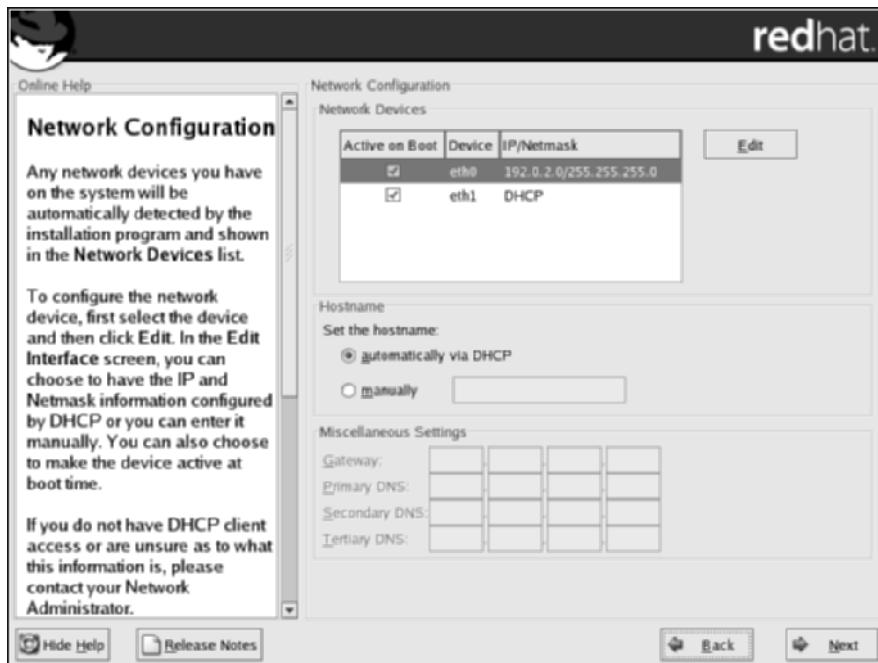 redhat.
Online Help
Network Configuration
Any network devices you have
on the system will be
automatically detected by the
installation program and shown
in the Network Devices list.
To configure the network
device, first select the device
and then click Edit. In the Edit
Interface screen, you can
choose to have the IP and
Netmask information configured
by DHCP or you can enter it
manually. You can also choose
to make the device active at
boot time.
If you do not have DHCP client
access or are unsure as to what
this information is, please
contact your Network
Administrator.
Network Configuration
Network Devices
Active on Boot Device IP/Netmask
eth0 192.0.2.0/255.255.255.0
eth1 DHCP
Edit
Hostname
Set the hostname:
automatically via DHCP
manually
Miscellaneous Settings
Gateway:
Primary DNS:
Secondary DNS:
Tertiary DNS:
Hide Help
Release Notes
Back
Next